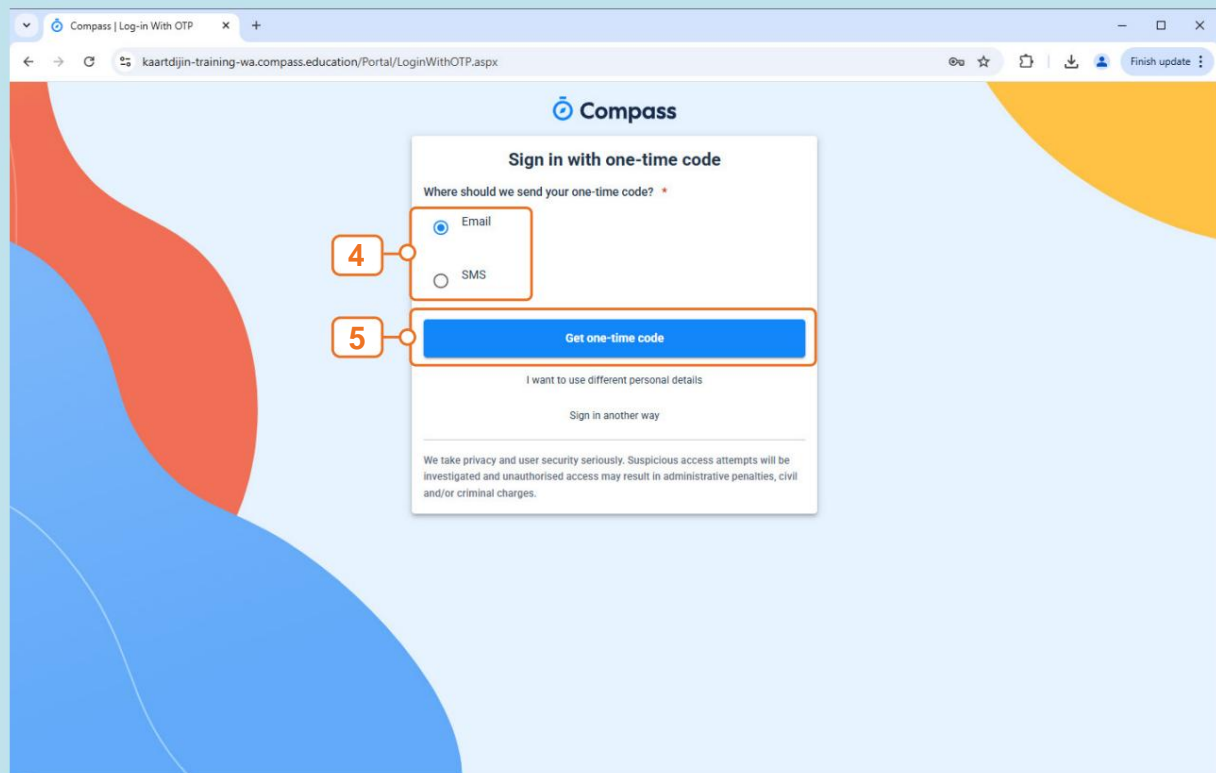 Compass | Log-in With OTP
kaartdijin-training-wa.compass.education/Portal/LoginWithOTP.aspx
Finish update
Compass
Sign in with one-time code
Where should we send your one-time code? *
Email
4
SMS
5
Get one-time code
I want to use different personal details
Sign in another way
We take privacy and user security seriously. Suspicious access attempts will be
investigated and unauthorised access may result in administrative penalties, civil
and/or criminal charges.